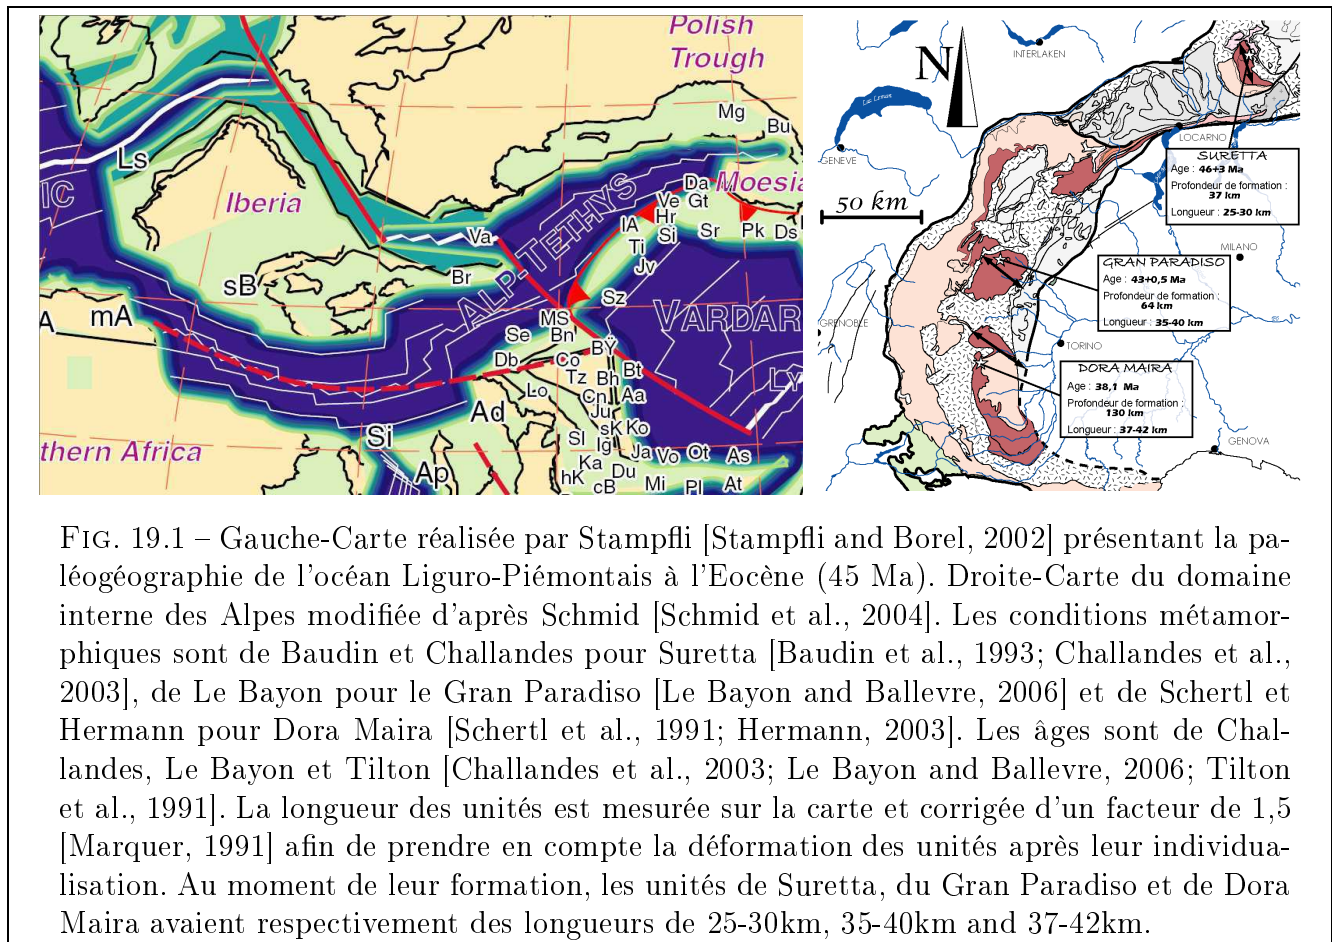 Polish
Trough
Mg
Bu
Ls
IC
Iberia
Da
Moesia
Ve
Gt
Hr
IA
Si
Sr
Pk
Ds
Va
Ti
Jv
ALP-TETHYS
Br
sB
Sz
VARDAR
A
mA
MS
Se
Bn
BŸ
Db
Co
Bt
LY
Tz
Bh
Lo
Cn
Aa
Ad
Ju
sK
Ko
Si
Sl
Ig
Ja
Vo
Ot
As
thern Africa
Ka
Ap
hK
Du
cB
Mi
Pl
At
N
INTERLAKEN
Lac Leman
GENEVE
LOCARNO
50 km
SURETTA
Age : 46+3 Ma
Profondeur de formation :
37 km
Longueur : 25-30 km
MILANO
GRAN PARADISO
Age : 43+0,5 Ma
Profondeur de formation :
64 km
Longueur : 35-40 km
GRENOBLE
TORINO
DORA MAIRA
Age : 38,1 Ma
Profondeur de formation :
130 km
Longueur : 37-42 km
GENOVA
FIG. 19.1 – Gauche-Carte réalisée par Stampfli [Stampfli and Borel, 2002] présentant la pa-
léogéographie de l'océan Liguro-Piémontais à l'Eocène (45 Ma). Droite-Carte du domaine
interne des Alpes modifiée d'après Schmid [Schmid et al., 2004]. Les conditions métamor-
phiques sont de Baudin et Challandes pour Suretta [Baudin et al., 1993; Challandes et al.,
2003], de Le Bayon pour le Gran Paradiso [Le Bayon and Ballevre, 2006] et de Schertl et
Hermann pour Dora Maira [Schertl et al., 1991; Hermann, 2003]. Les âges sont de Chal-
landes, Le Bayon et Tilton [Challandes et al., 2003; Le Bayon and Ballevre, 2006; Tilton
et al., 1991]. La longueur des unités est mesurée sur la carte et corrigée d'un facteur de 1,5
[Marquer, 1991] afin de prendre en compte la déformation des unités après leur individua-
lisation. Au moment de leur formation, les unités de Suretta, du Gran Paradiso et de Dora
Maira avaient respectivement des longueurs de 25-30km, 35-40km and 37-42km.